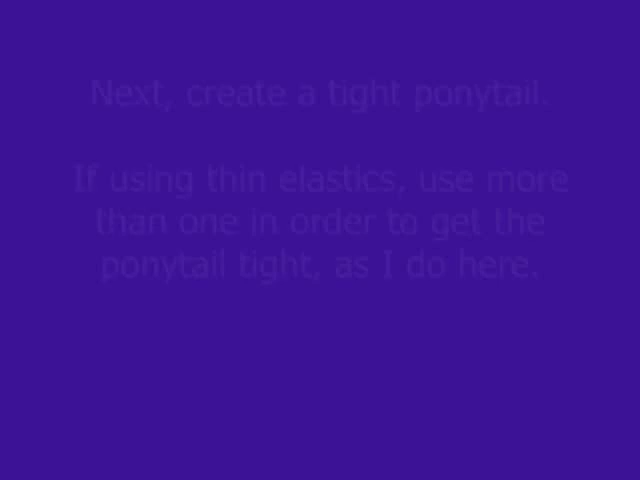 Next, create a tight ponytail.
If using thin elastics, use more
than one in order to get the
ponytail tight, as I do here.